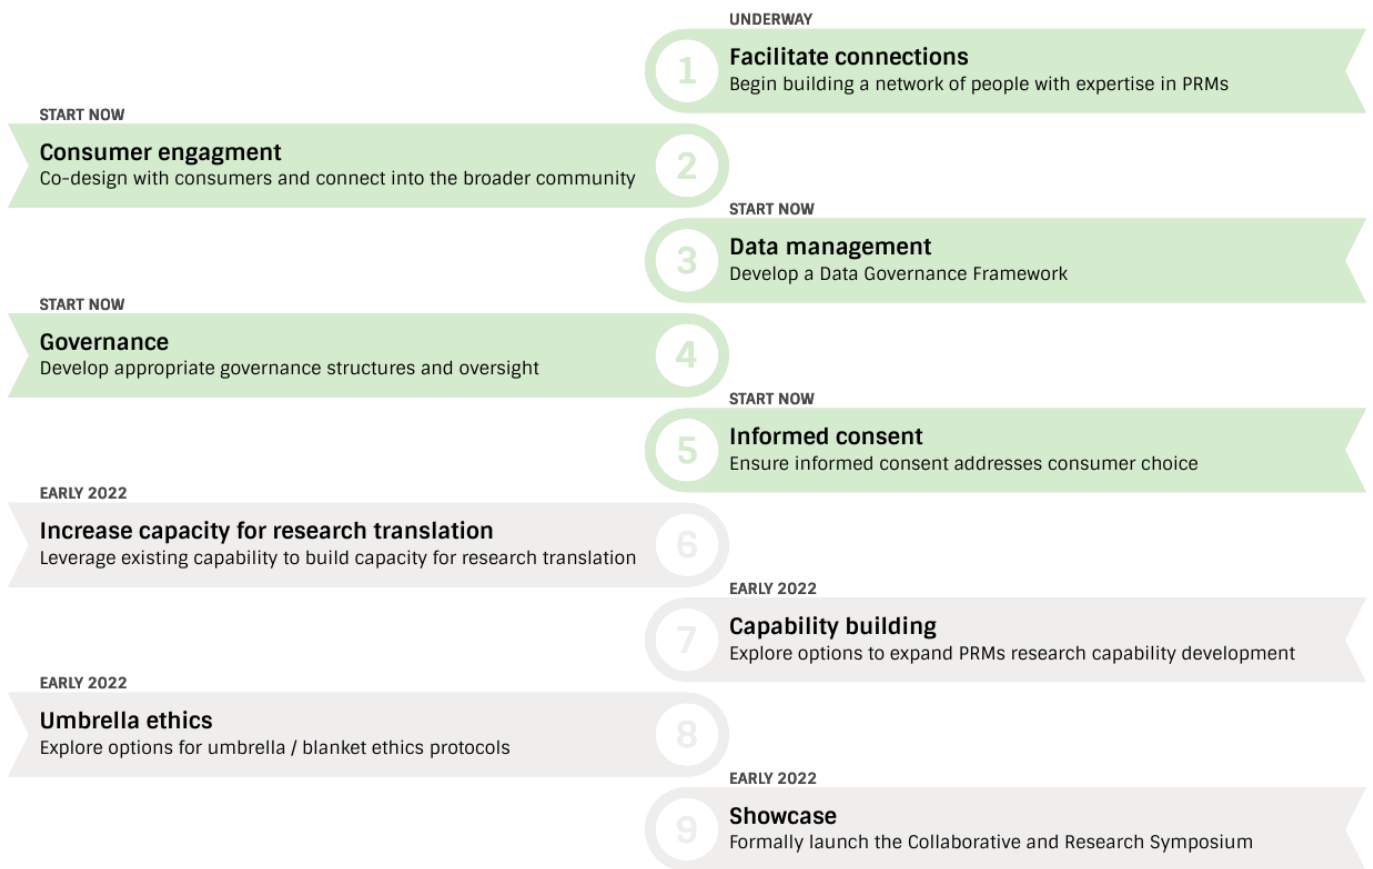 UNDERWAY
1
Facilitate connections
Begin building a network of people with expertise in PRMs
START NOW
Consumer engagment
Co-design with consumers and connect into the broader community
2
START NOW
3
Data management
Develop a Data Governance Framework
START NOW
Governance
Develop appropriate governance structures and oversight
4
START NOW
5
Informed consent
Ensure informed consent addresses consumer choice
EARLY 2022
Increase capacity for research translation
Leverage existing capability to build capacity for research translation
6
EARLY 2022
7
Capability building
Explore options to expand PRMs research capability development
EARLY 2022
Umbrella ethics
Explore options for umbrella / blanket ethics protocols
8
EARLY 2022
9
Showcase
Formally launch the Collaborative and Research Symposium